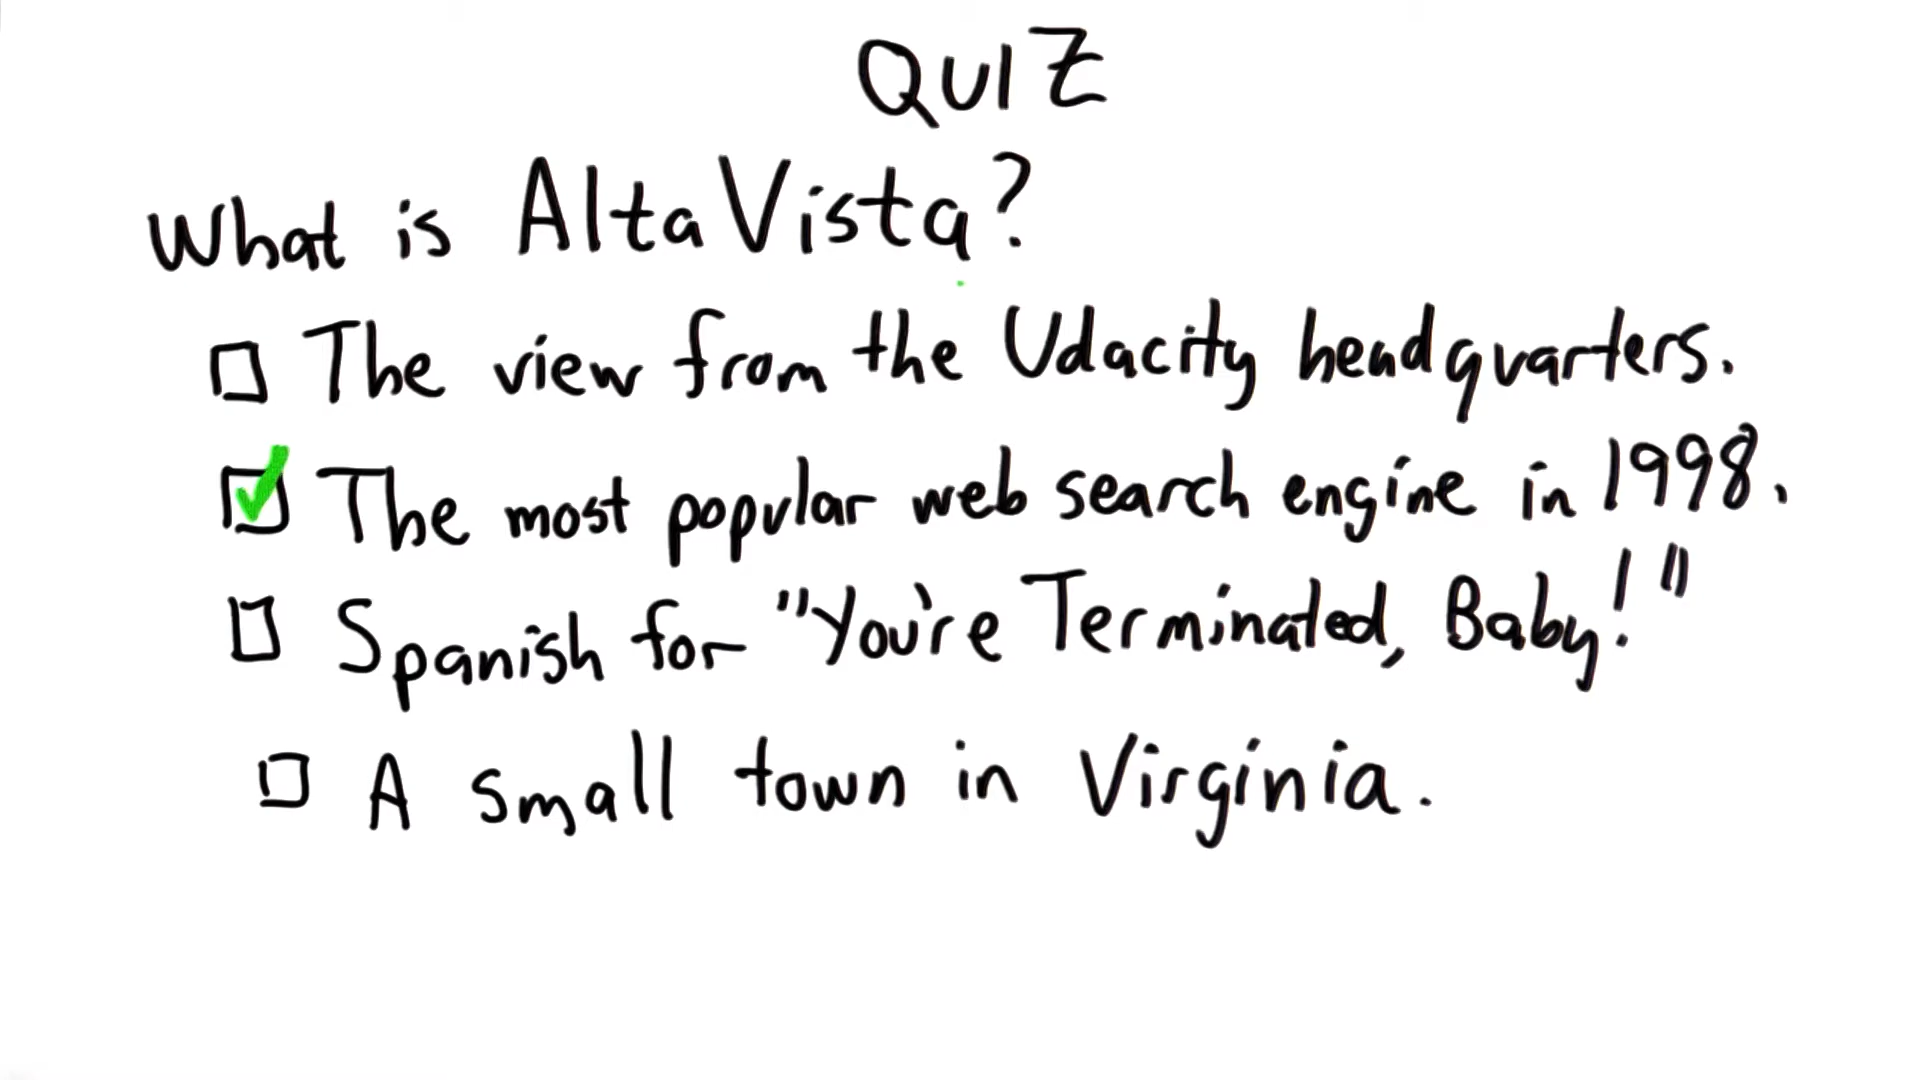 QUIZ
What is AltaVista?
The view from the Udacity headquarters.
The most popular web search engine in 1998.
Spanish for "You're Terminated, Baby!"
A small town in Virginia.